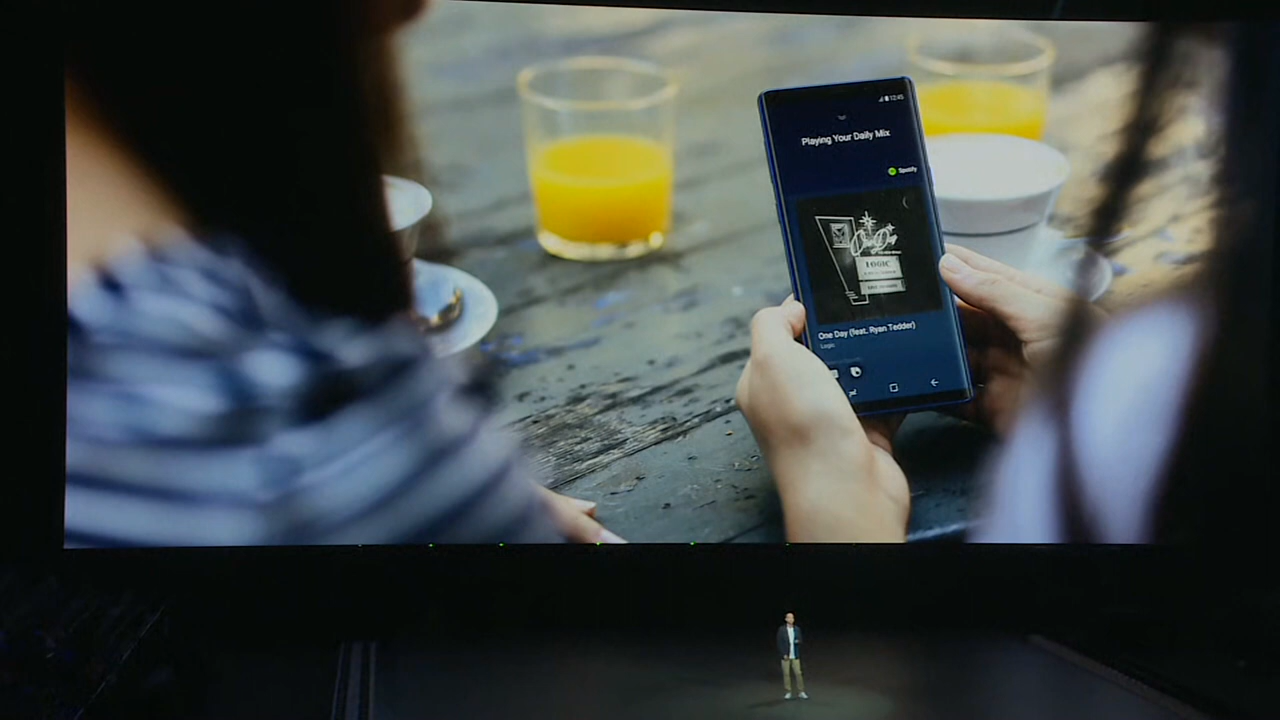 12:45
Playing Your Daily Mix
Spotify
LOGIC
One Day (feat. Ryan Tedder)
Logic